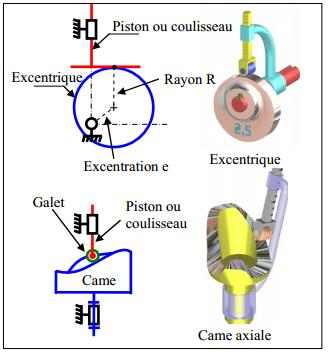 Piston ou coulisseau
Excentrique
Rayon R
2,5
Excentration e
Excentrique
Galet
Piston ou
coulisseau
Came
Came axiale